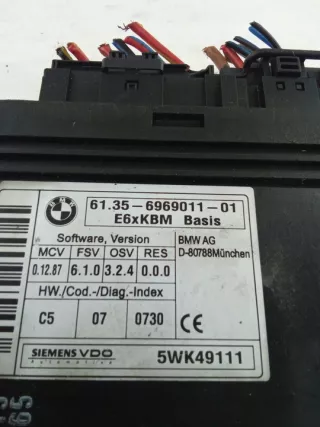 BMW
61.35-6969011-01
E6xKBM Basis
Software, Version
MCV FSV OSV RES
0.12.87 6.1.0 3.2.4 0.0.0
BMW AG
D-80788München
HW./Cod.-/Diag.-Index
C5 07 0730 CE
SIEMENS VDO
Automotive
5WK49111